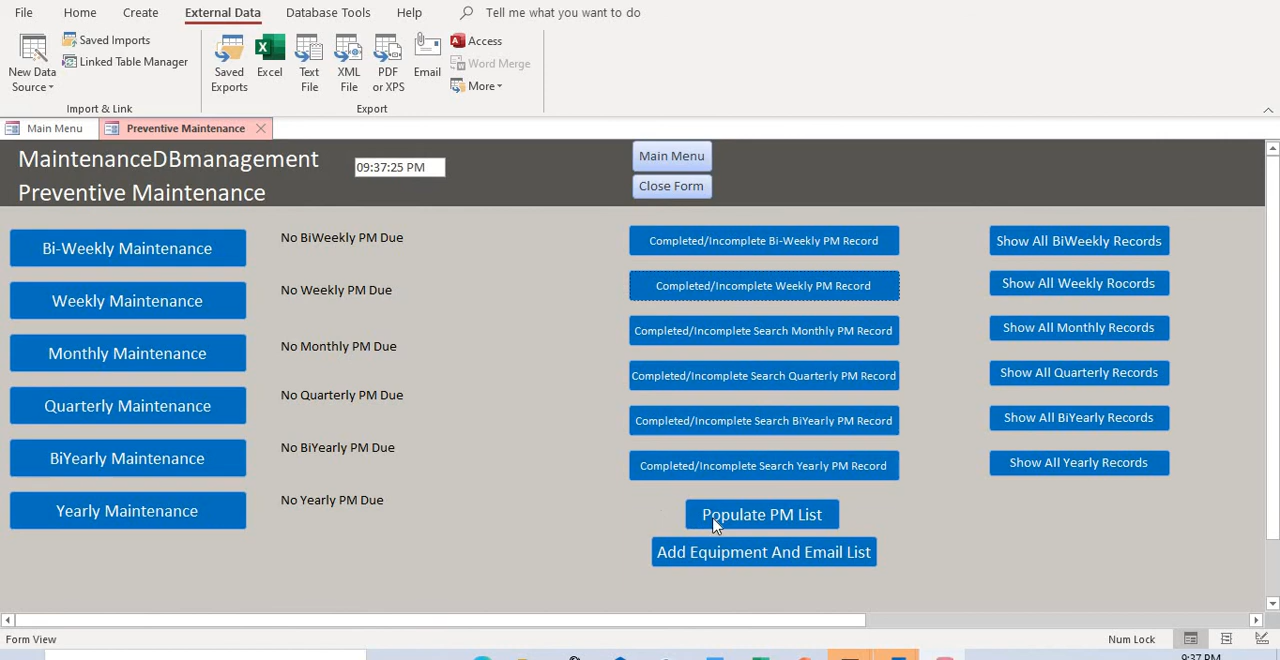 File Home Create External Data Database Tools Help Tell me what you want to do
New Data Source
Saved Imports
Linked Table Manager
Import & Link
Saved Exports
Excel
Text File
XML File
PDF or XPS
Email
Access
Word Merge
More
Export
Main Menu Preventive Maintenance
MaintenanceDBmanagement
Preventive Maintenance
09:37:25 PM
Main Menu
Close Form
Bi-Weekly Maintenance No BiWeekly PM Due Completed/Incomplete Bi-Weekly PM Record Show All BiWeekly Records
Weekly Maintenance No Weekly PM Due Completed/Incomplete Weekly PM Record Show All Weekly Rocords
Monthly Maintenance No Monthly PM Due Completed/Incomplete Search Monthly PM Record Show All Monthly Records
Quarterly Maintenance No Quarterly PM Due Completed/Incomplete Search Quarterly PM Record Show All Quarterly Records
BiYearly Maintenance No BiYearly PM Due Completed/Incomplete Search BiYearly PM Record Show All BiYearly Records
Yearly Maintenance No Yearly PM Due Completed/Incomplete Search Yearly PM Record Show All Yearly Records
Populate PM List
Add Equipment And Email List
Form View Num Lock
9:37 PM